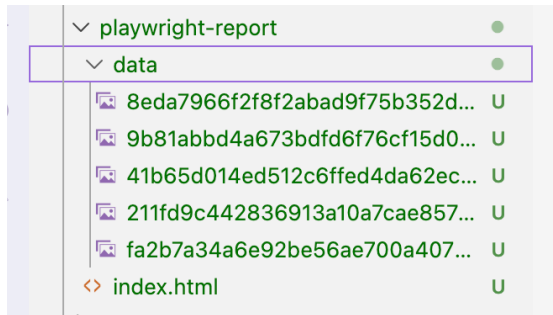 playwright-report
data
8eda7966f2f8f2abad9f75b352d... U
9b81abbd4a673bdfd6f76cf15d0... U
41b65d014ed512c6ffed4da62ec... U
211fd9c442836913a10a7cae857... U
fa2b7a34a6e92be56ae700a407... U
index.html U